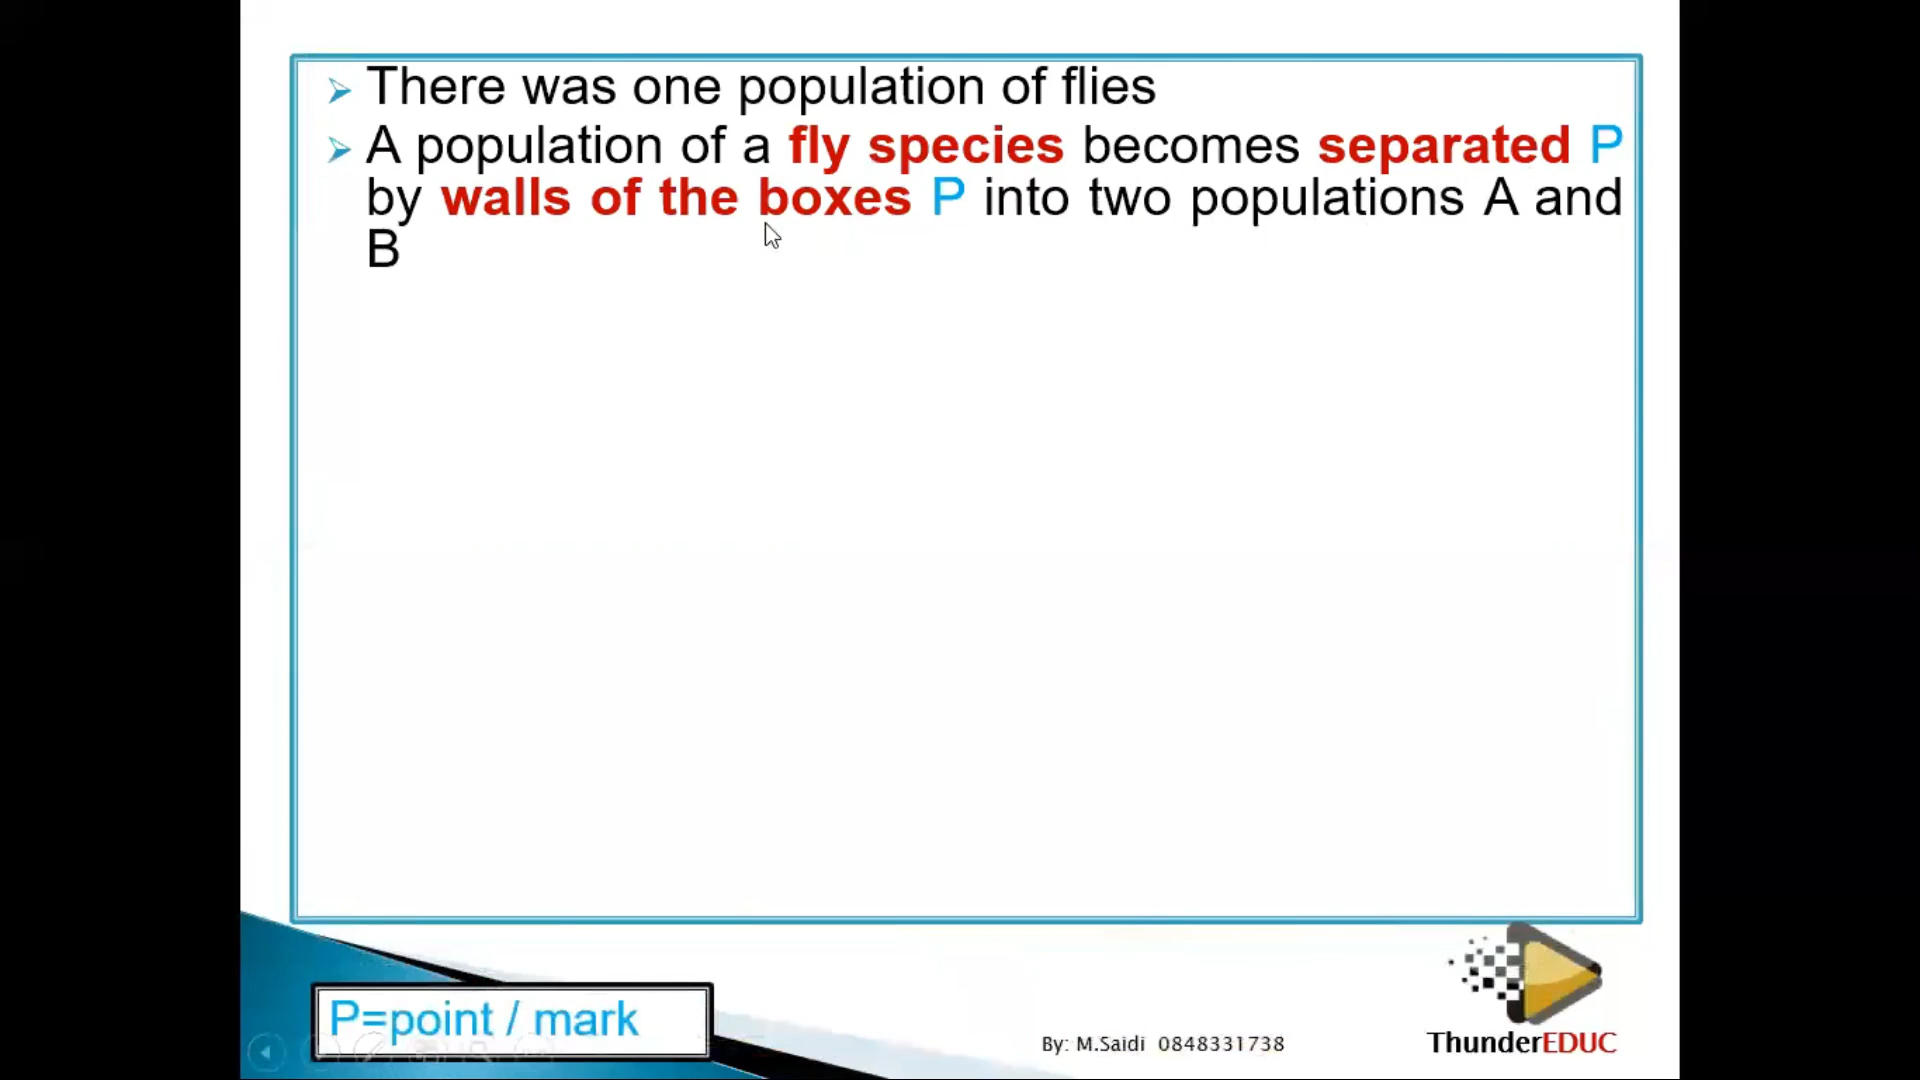 There was one population of flies
A population of a fly species becomes separated P
by walls of the boxes P into two populations A and
B
P=point / mark
By: M.Saidi 0848331738
ThunderEDUC